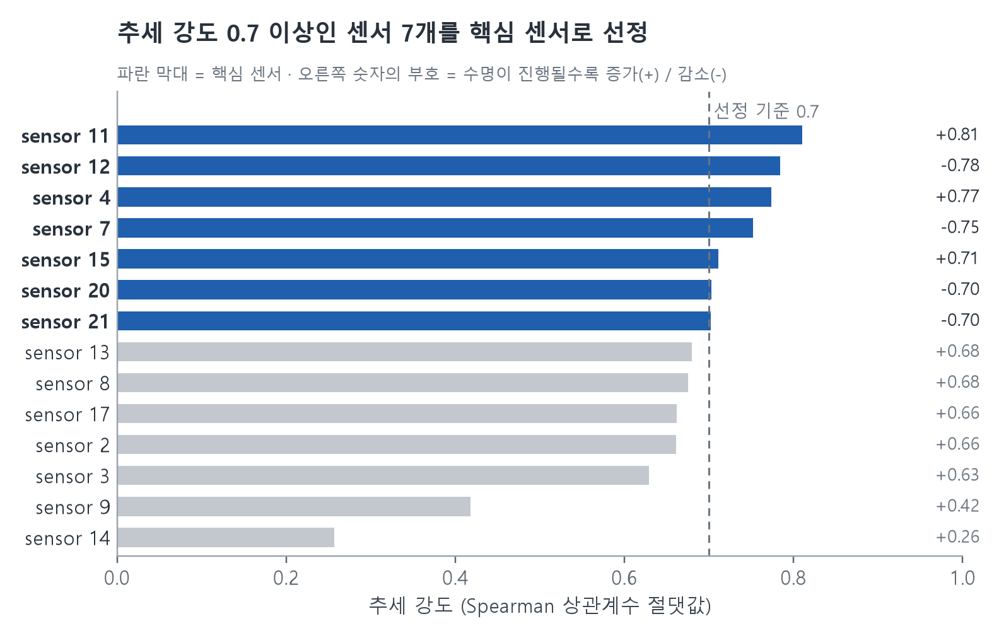 추세 강도 0.7 이상인 센서 7개를 핵심 센서로 선정
파란 막대 = 핵심 센서 · 오른쪽 숫자의 부호 = 수명이 진행될수록 증가(+) / 감소(-)
선정 기준 0.7
sensor 11 +0.81
sensor 12 -0.78
sensor 4 +0.77
sensor 7 -0.75
sensor 15 +0.71
sensor 20 -0.70
sensor 21 -0.70
sensor 13 +0.68
sensor 8 +0.68
sensor 17 +0.66
sensor 2 +0.66
sensor 3 +0.63
sensor 9 +0.42
sensor 14 +0.26
0.0 0.2 0.4 0.6 0.8 1.0
추세 강도 (Spearman 상관계수 절댓값)